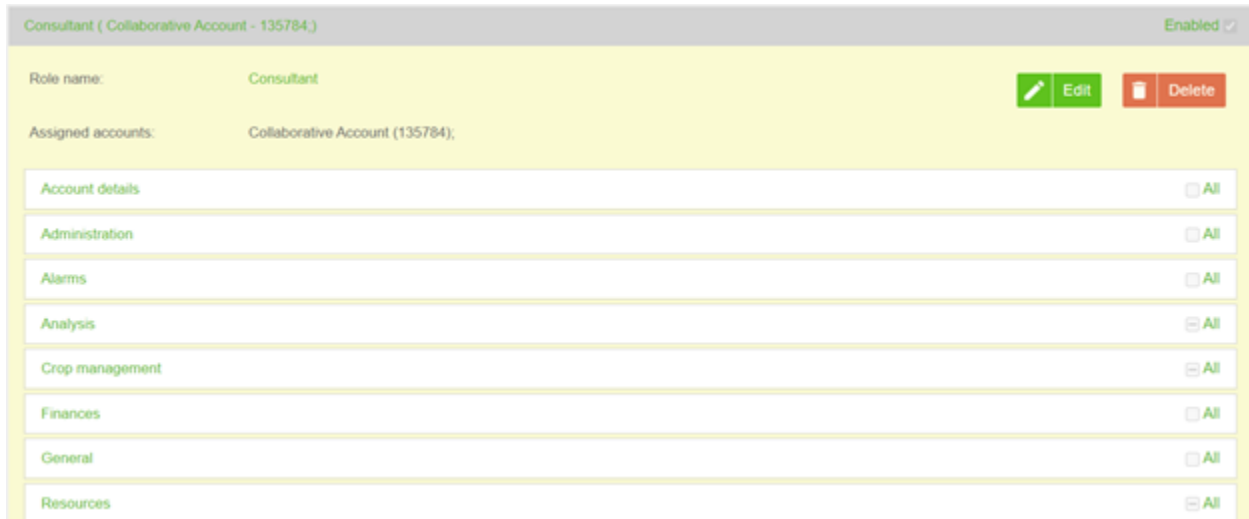 Consultant ( Collaborative Account - 135784;) Enabled
Role name: Consultant Edit Delete
Assigned accounts: Collaborative Account (135784);
Account details All
Administration All
Alarms All
Analysis All
Crop management All
Finances All
General All
Resources All